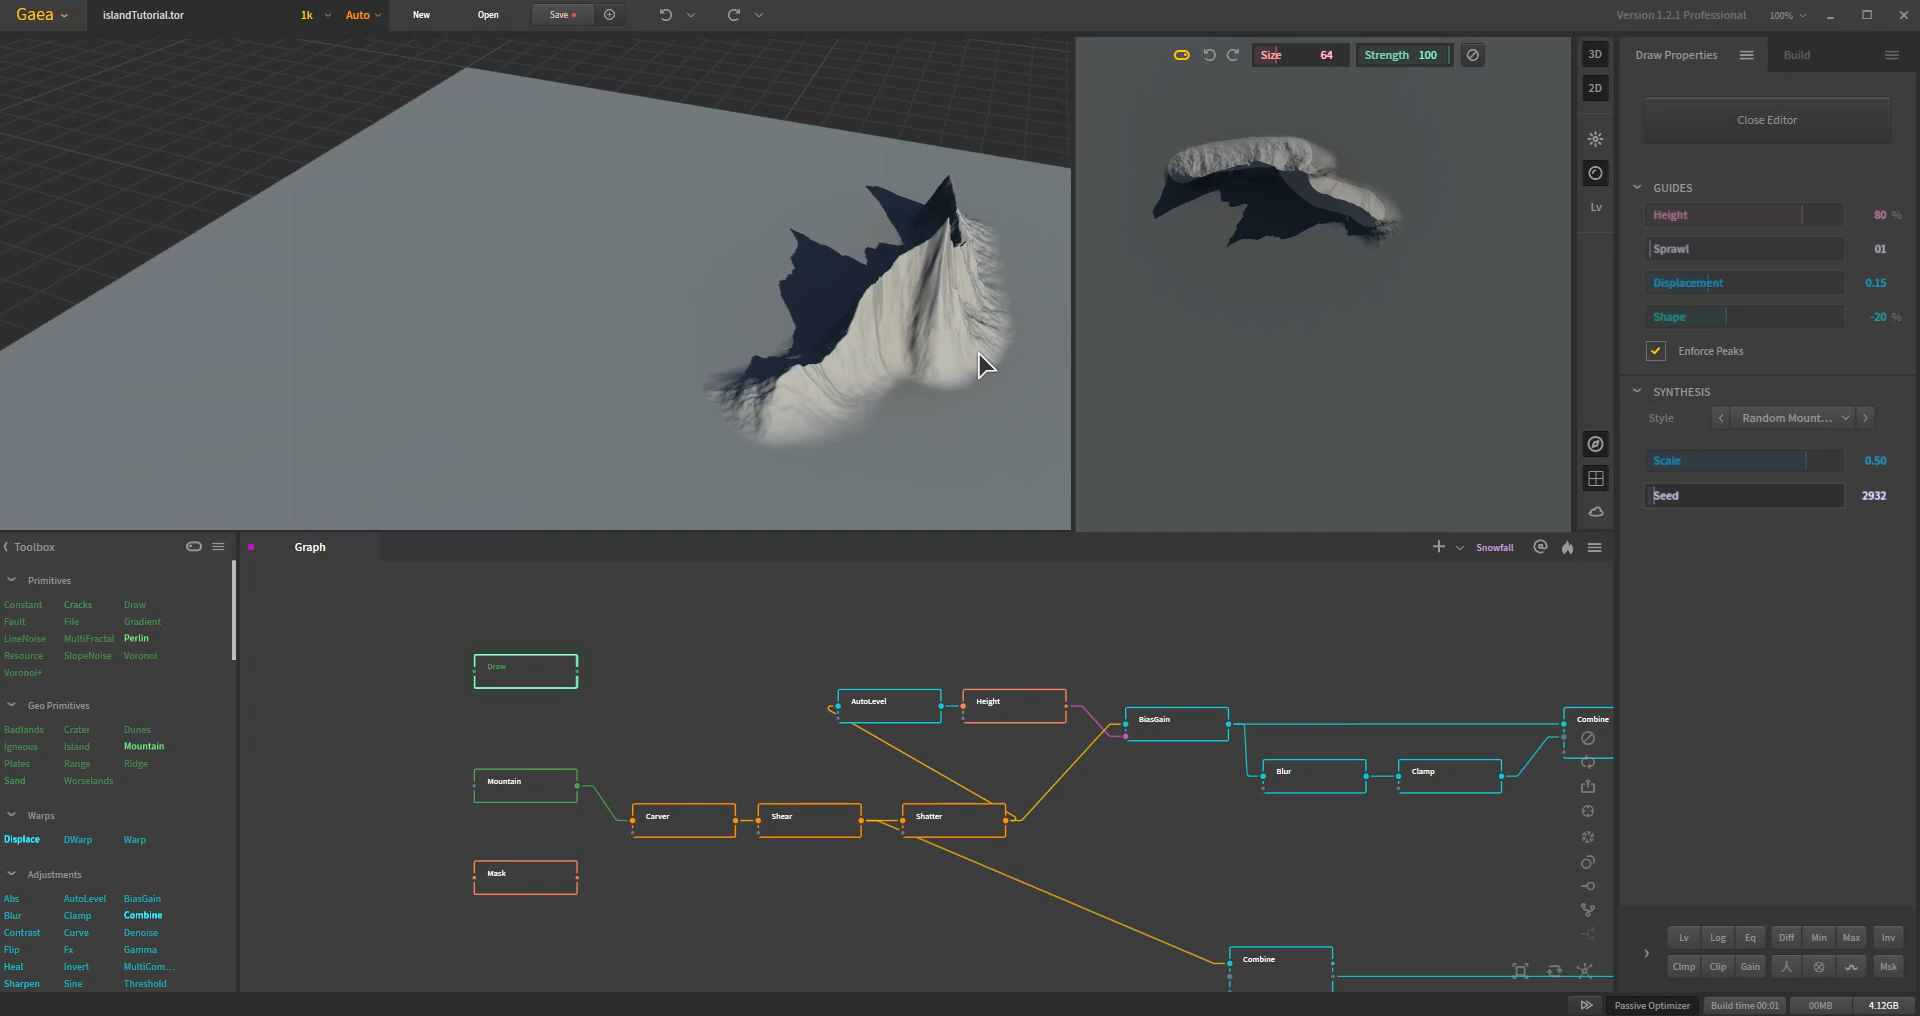 Gaea
islandTutorial.tor
1k
Auto
New
Open
Save
Version 1.2.1 Professional
100%
Size 64
Strength 100
3D
2D
Lv
Draw Properties
Build
Close Editor
GUIDES
Height 80 %
Sprawl 01
Displacement 0.15
Shape -20 %
Enforce Peaks
SYNTHESIS
Style Random Mount...
Scale 0.50
Seed 2932
Toolbox
Graph
Snowfall
Primitives
Constant Cracks Draw
Fault File Gradient
LineNoise MultiFractal Perlin
Resource SlopeNoise Voronoi
Voronoi+
Geo Primitives
Badlands Crater Dunes
Igneous Island Mountain
Plates Range Ridge
Sand Worselands
Warps
Displace DWarp Warp
Adjustments
Abs AutoLevel BiasGain
Blur Clamp Combine
Contrast Curve Denoise
Flip Fx Gamma
Heal Invert MultiCom...
Sharpen Sine Threshold
Draw
AutoLevel
Height
BiasGain
Combine
Blur
Clamp
Mountain
Carver
Shear
Shatter
Mask
Combine
Lv Log Eq Diff Min Max Inv
Clmp Clip Gain Msk
Passive Optimizer
Build time 00:01
00MB
4.12GB